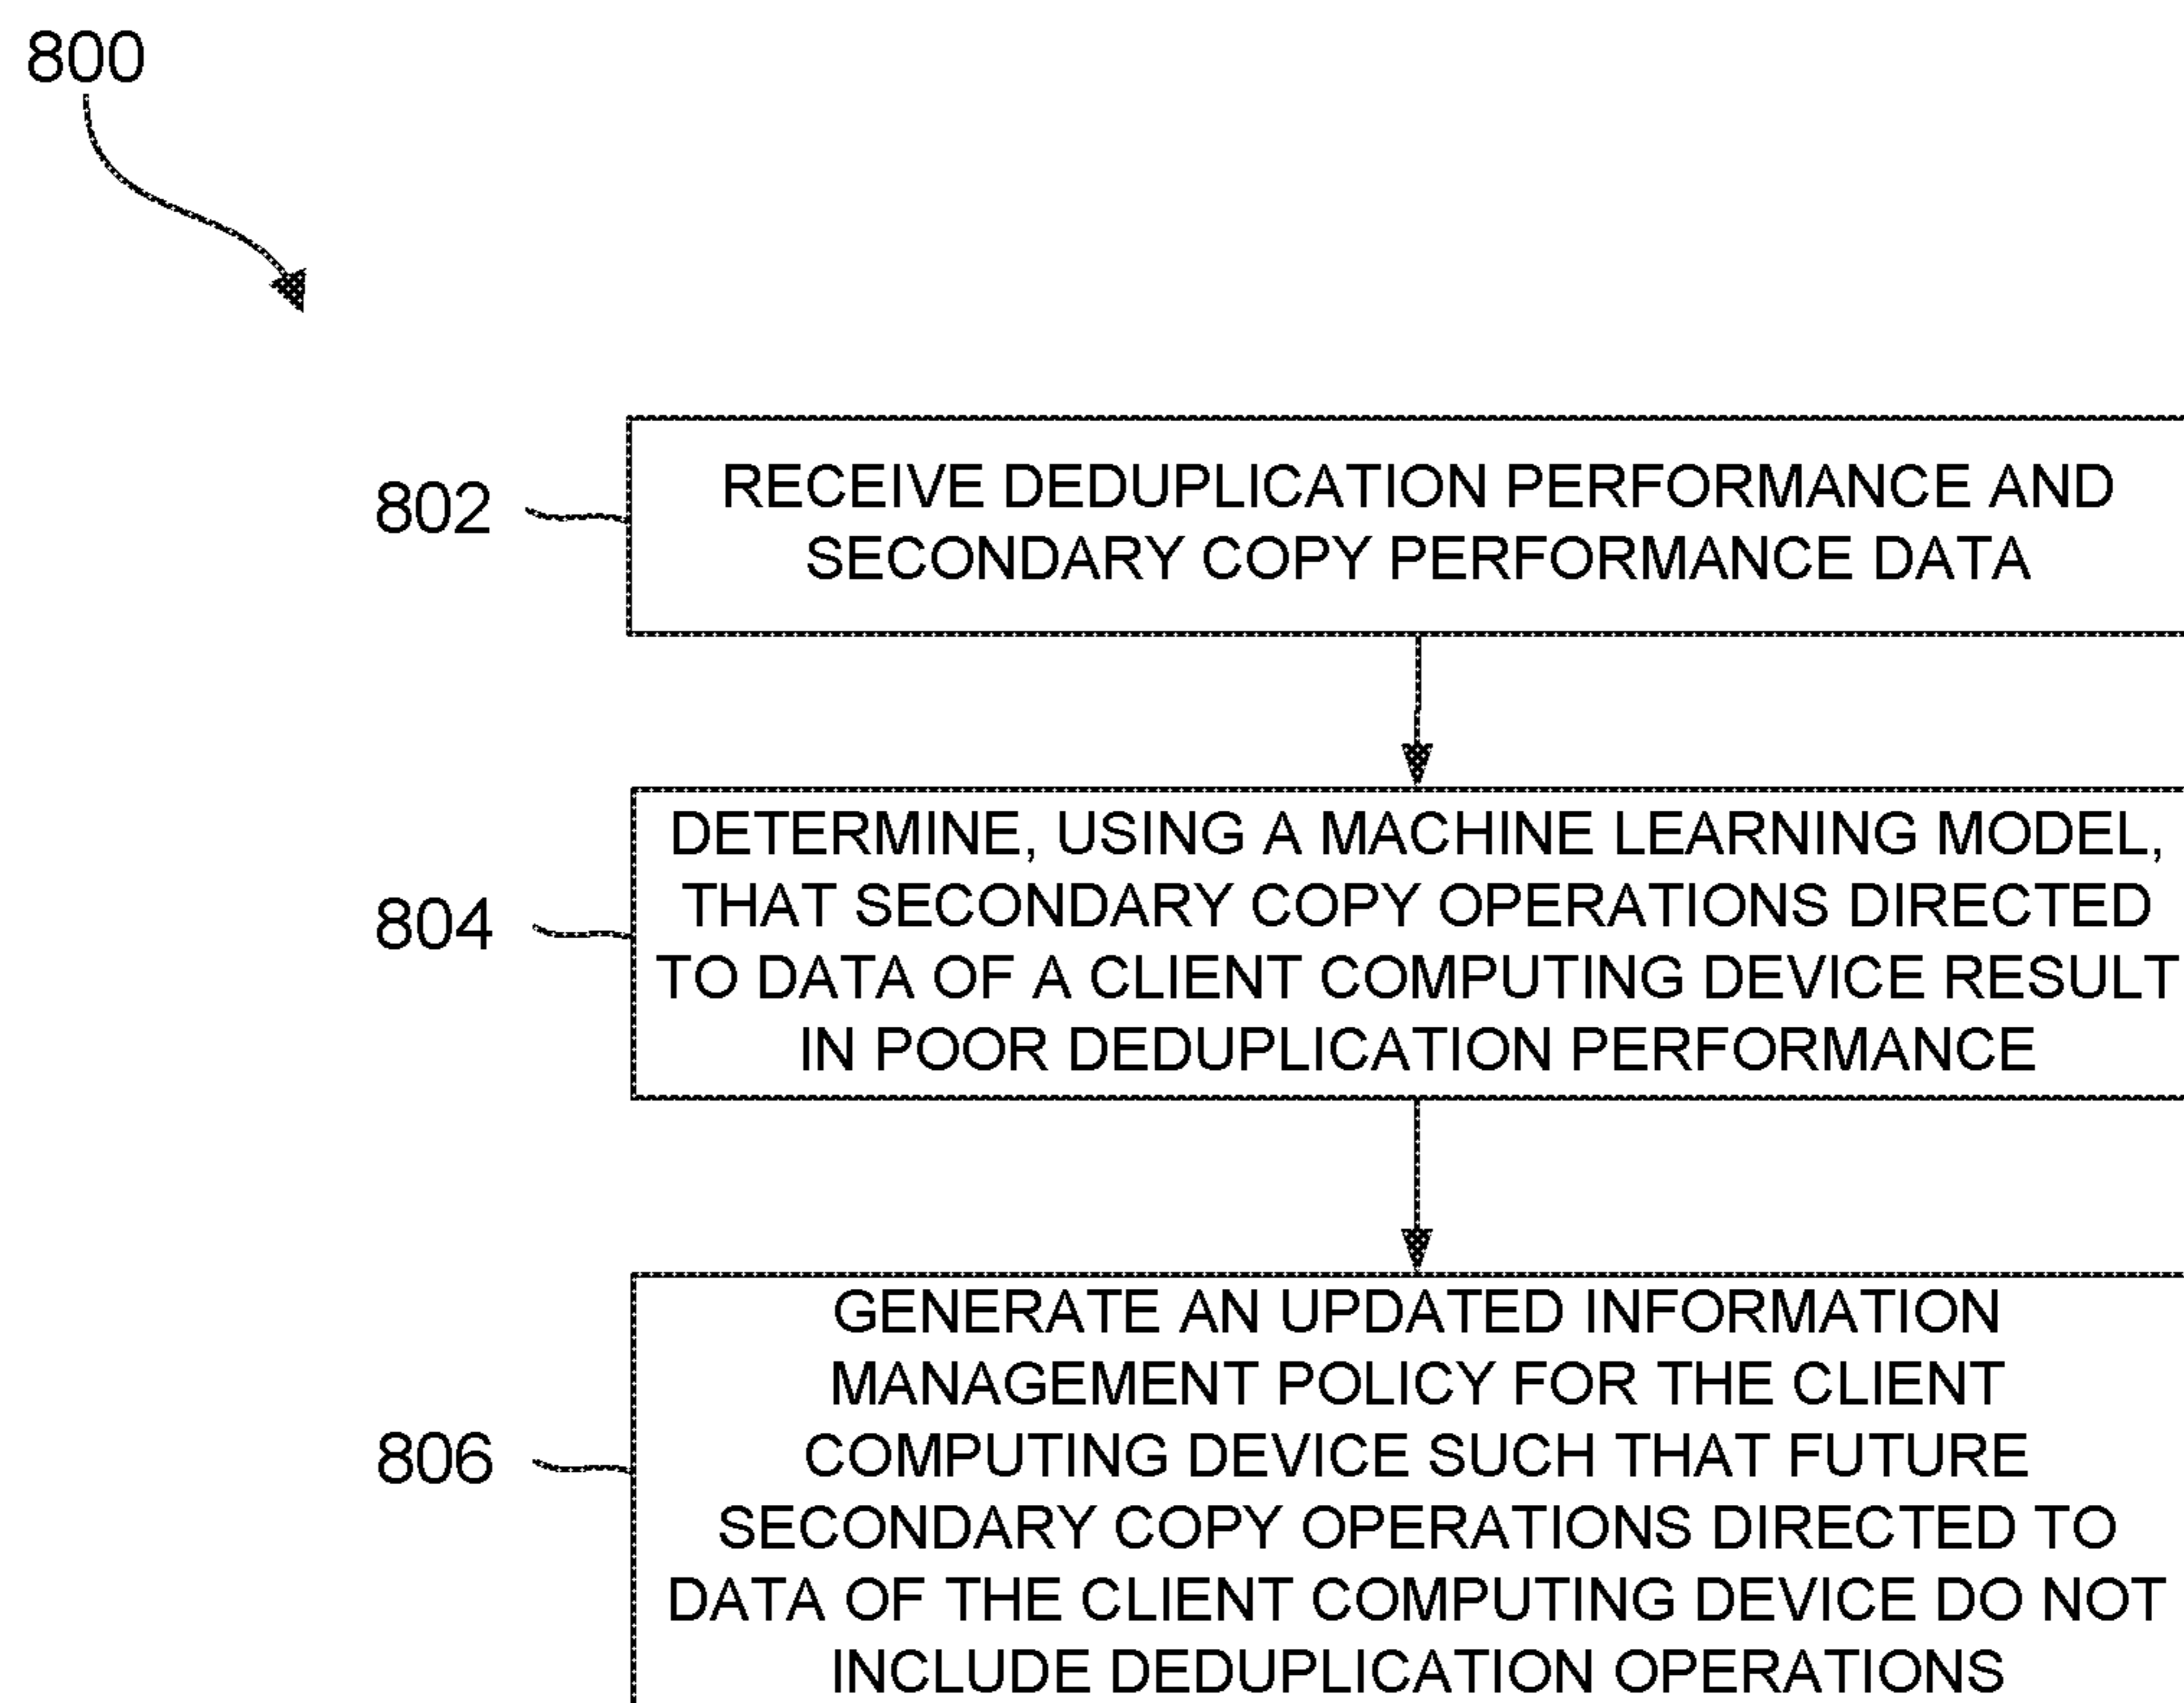 800
802
RECEIVE DEDUPLICATION PERFORMANCE AND
SECONDARY COPY PERFORMANCE DATA
804
DETERMINE, USING A MACHINE LEARNING MODEL,
THAT SECONDARY COPY OPERATIONS DIRECTED
TO DATA OF A CLIENT COMPUTING DEVICE RESULT
IN POOR DEDUPLICATION PERFORMANCE
806
GENERATE AN UPDATED INFORMATION
MANAGEMENT POLICY FOR THE CLIENT
COMPUTING DEVICE SUCH THAT FUTURE
SECONDARY COPY OPERATIONS DIRECTED TO
DATA OF THE CLIENT COMPUTING DEVICE DO NOT
INCLUDE DEDUPLICATION OPERATIONS